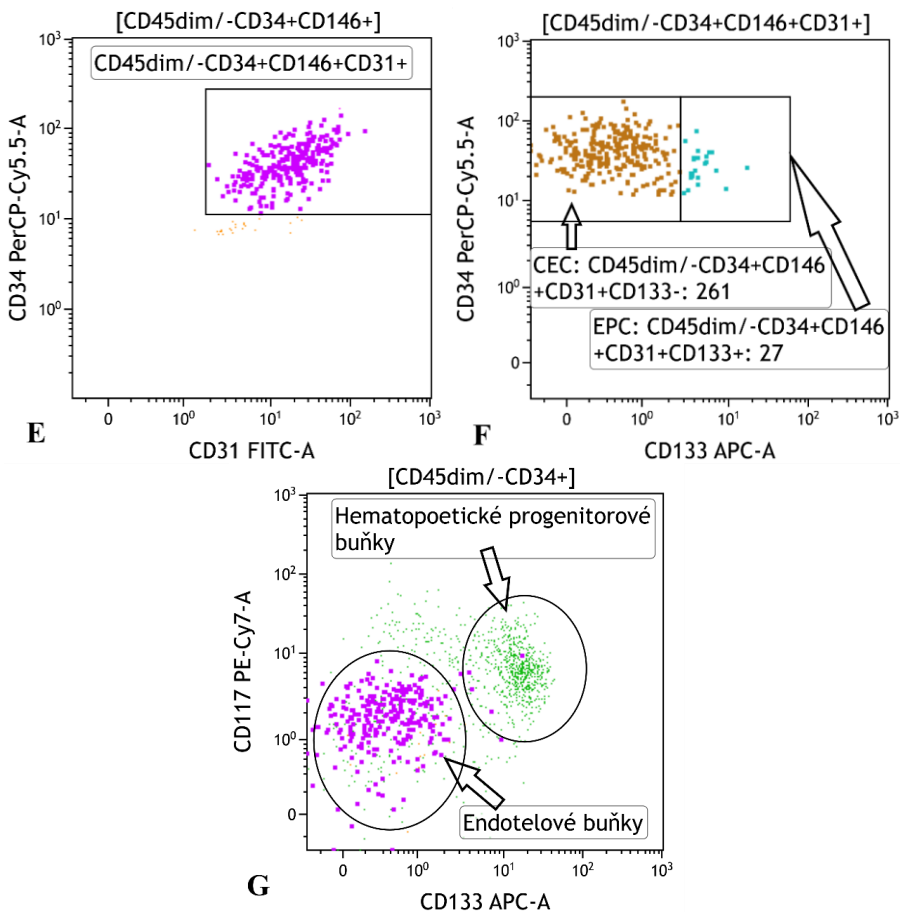 [CD45dim/-CD34+CD146+]
CD45dim/-CD34+CD146+CD31+
10³
10²
10¹
10⁰
CD34 PerCP-Cy5.5-A
0 10⁰ 10¹ 10² 10³
CD31 FITC-A
E
[CD45dim/-CD34+CD146+CD31+]
10³
10²
10¹
10⁰
0
CD34 PerCP-Cy5.5-A
CEC: CD45dim/-CD34+CD146
+CD31+CD133-: 261
EPC: CD45dim/-CD34+CD146
+CD31+CD133+: 27
0 10⁰ 10¹ 10² 10³
CD133 APC-A
F
[CD45dim/-CD34+]
Hematopoetické progenitorové
buňky
10³
10²
10¹
10⁰
0
CD117 PE-Cy7-A
Endotelové buňky
0 10⁰ 10¹ 10² 10³
CD133 APC-A
G